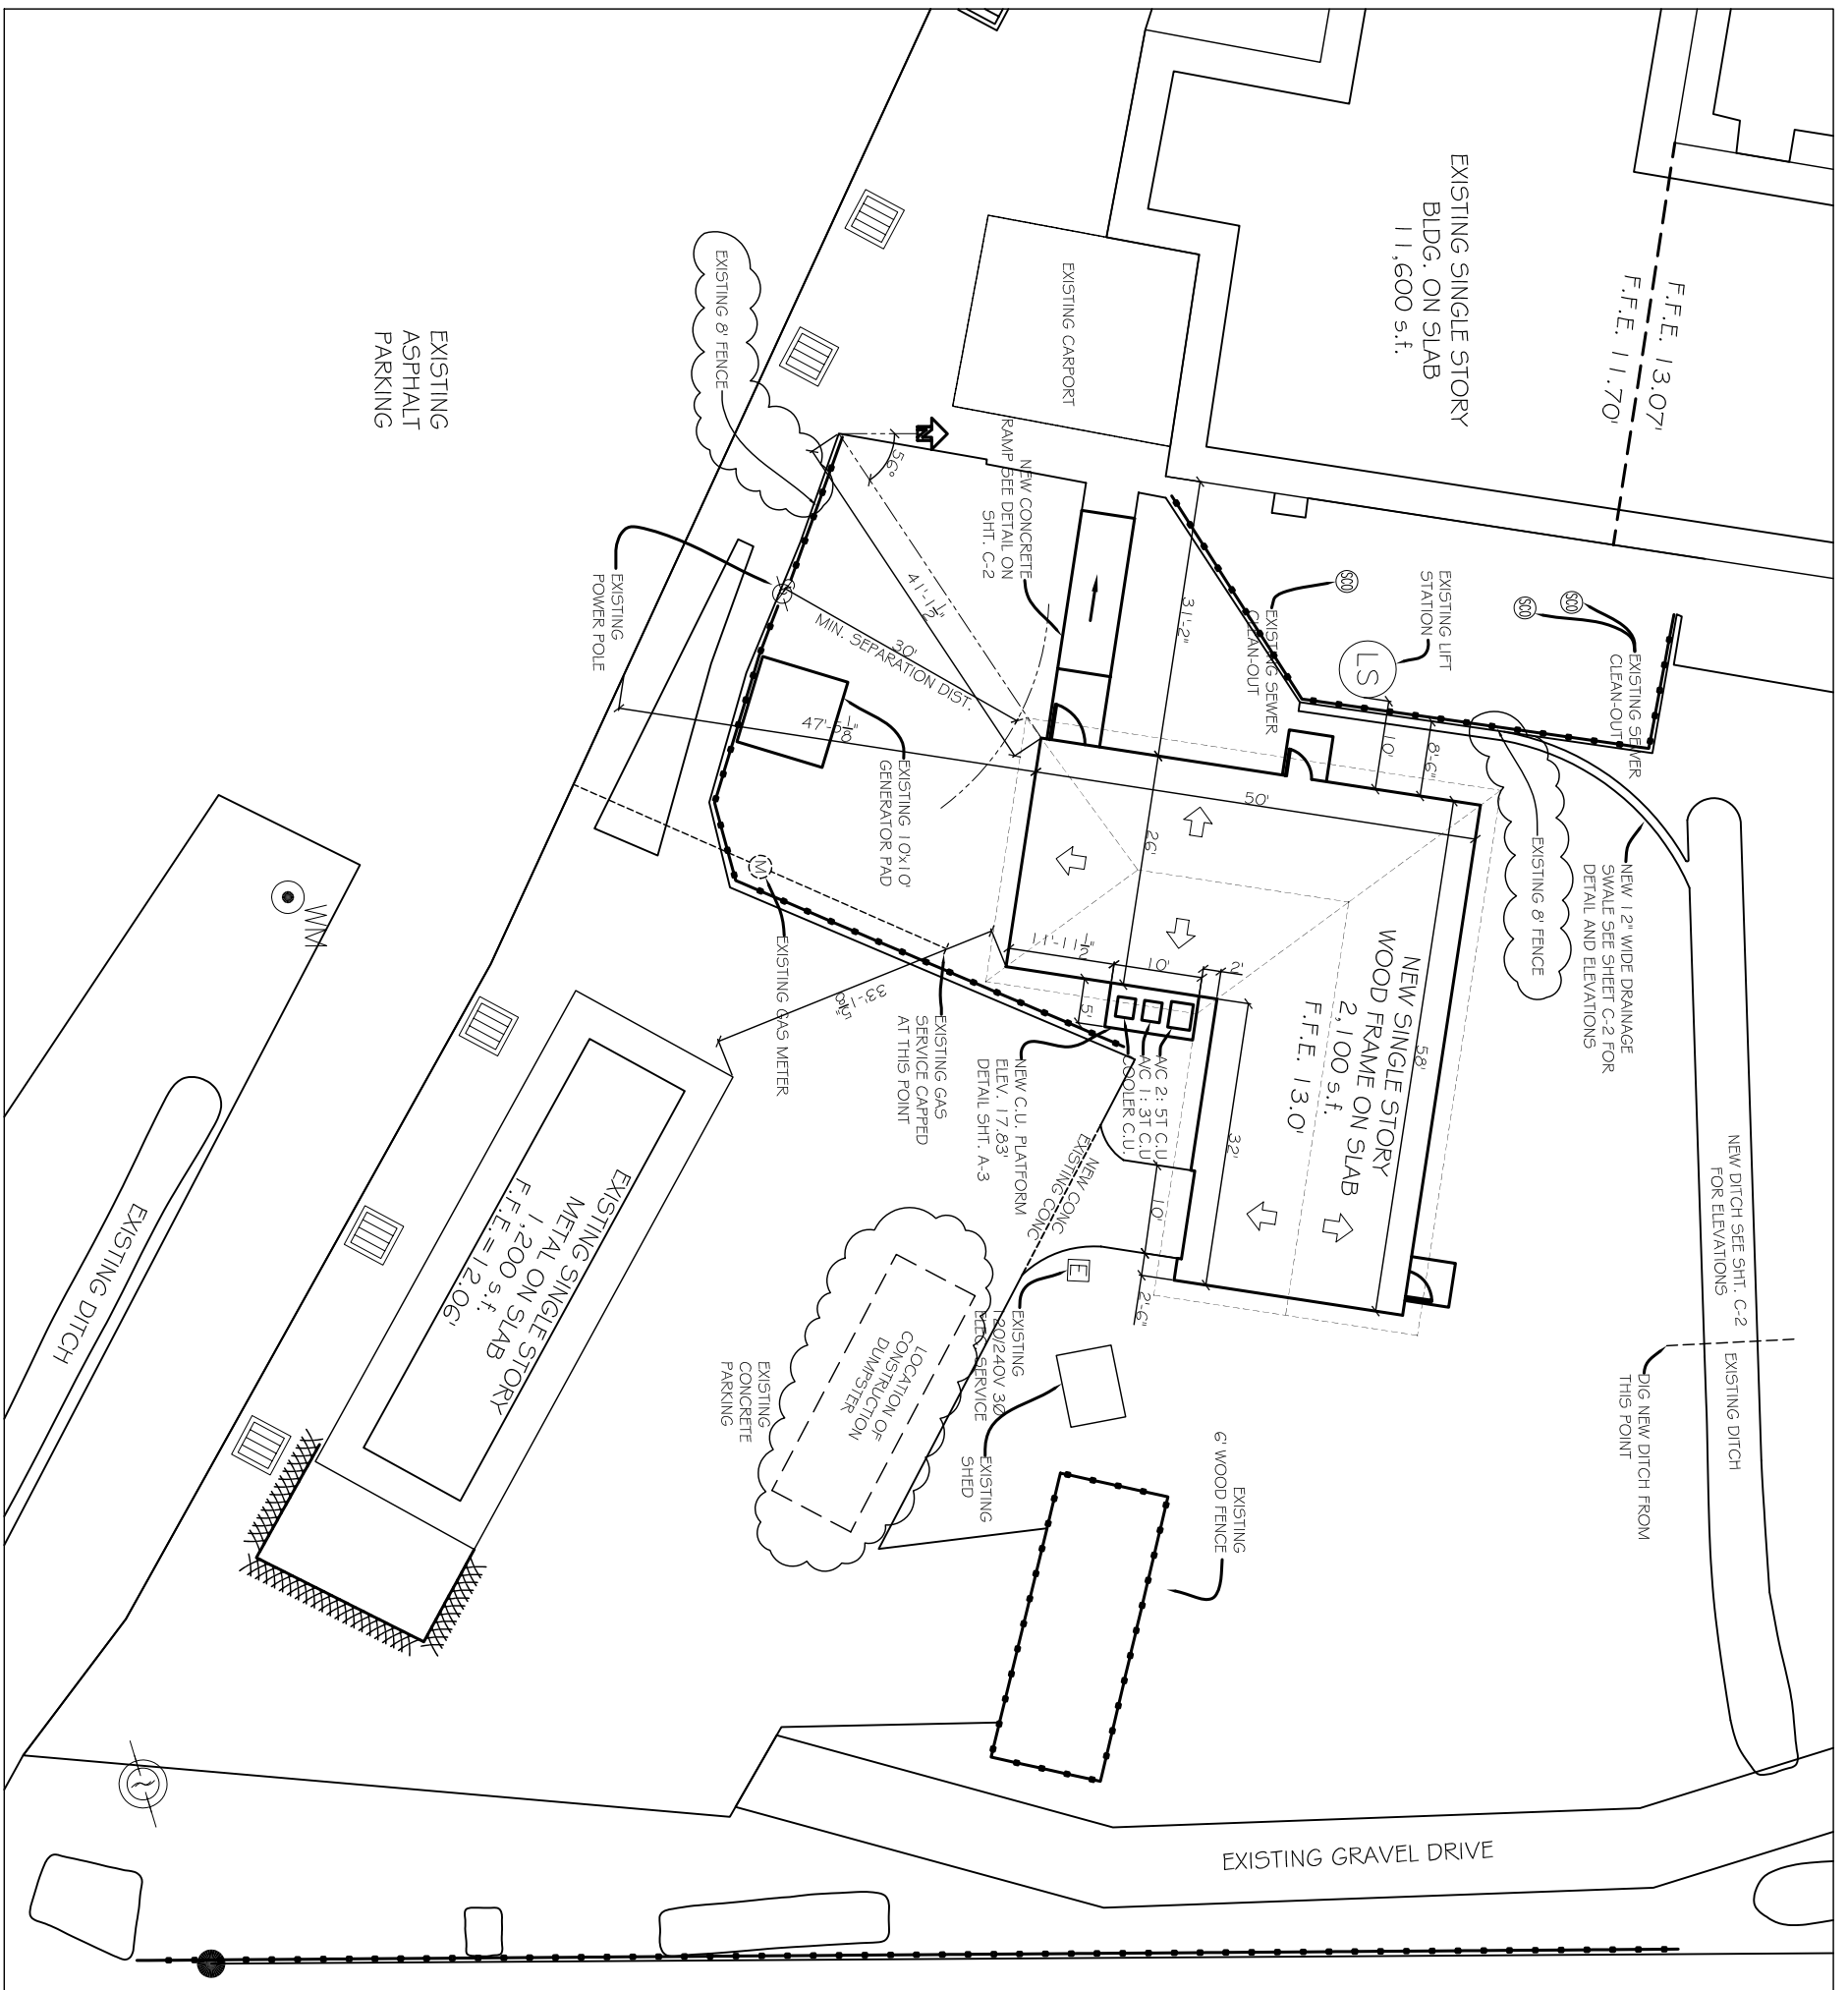 F.F.E. 13.07'
F.F.E. 11.70'
EXISTING SINGLE STORY
BLDG. ON SLAB
11,600 s.f.
EXISTING CARPORT
EXISTING 8' FENCE
EXISTING
ASPHALT
PARKING
N
56°
NEW CONCRETE
RAMP SEE DETAIL ON
SHT. C-2
EXISTING
POWER POLE
41'-1½"
30'
MIN. SEPARATION DIST.
31'-2"
SCO
EXISTING SEWER
CLEAN-OUT
EXISTING LIFT
STATION
LS
SCO
SCO
EXISTING SEWER
CLEAN-OUT
10'
8'-6"
EXISTING 8' FENCE
NEW 12" WIDE DRAINAGE
SWALE SEE SHEET C-2 FOR
DETAIL AND ELEVATIONS
47'-5⅛"
EXISTING 10'x10'
GENERATOR PAD
50'
26'
M
EXISTING GAS METER
11'-11½"
10'
2'
5'
NEW SINGLE STORY
WOOD FRAME ON SLAB
2,100 s.f.
F.F.E. 13.0'
58'
32'
A/C 2: 5T C.U.
A/C 1: 3T C.U.
COOLER C.U.
NEW C.U. PLATFORM
ELEV. 17.83'
DETAIL SHT. A-3
EXISTING GAS
SERVICE CAPPED
AT THIS POINT
33'-1⅝"
NEW CONC
EXISTING CONC
10'
2'-6"
E
EXISTING
120/240V 3Ø
ELEC. SERVICE
NEW DITCH SEE SHT. C-2
FOR ELEVATIONS
EXISTING DITCH
DIG NEW DITCH FROM
THIS POINT
EXISTING
SHED
EXISTING
6' WOOD FENCE
LOCATION OF
CONSTRUCTION
DUMPSTER
EXISTING
CONCRETE
PARKING
EXISTING SINGLE STORY
METAL ON SLAB
1,200 s.f.
F.F.E = 12.06'
WM
EXISTING DITCH
EXISTING GRAVEL DRIVE